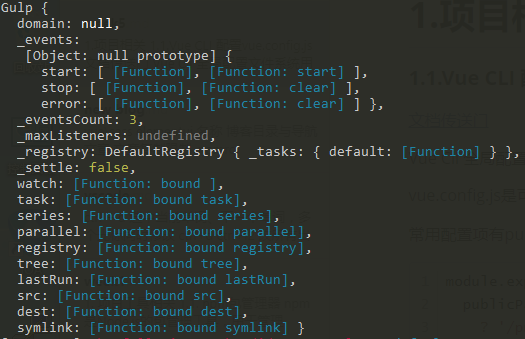 Gulp {
  domain: null,
  _events:
   [Object: null prototype] {
     start: [ [Function], [Function: start] ],
     stop: [ [Function], [Function: clear] ],
     error: [ [Function], [Function: clear] ] },
  _eventsCount: 3,
  _maxListeners: undefined,
  _registry: DefaultRegistry { _tasks: { default: [Function] } },
  _settle: false,
  watch: [Function: bound ],
  task: [Function: bound task],
  series: [Function: bound series],
  parallel: [Function: bound parallel],
  registry: [Function: bound registry],
  tree: [Function: bound tree],
  lastRun: [Function: bound lastRun],
  src: [Function: bound src],
  dest: [Function: bound dest],
  symlink: [Function: bound symlink] }
1.项目
1.1.Vue CLI
vue.config.js
module.ex